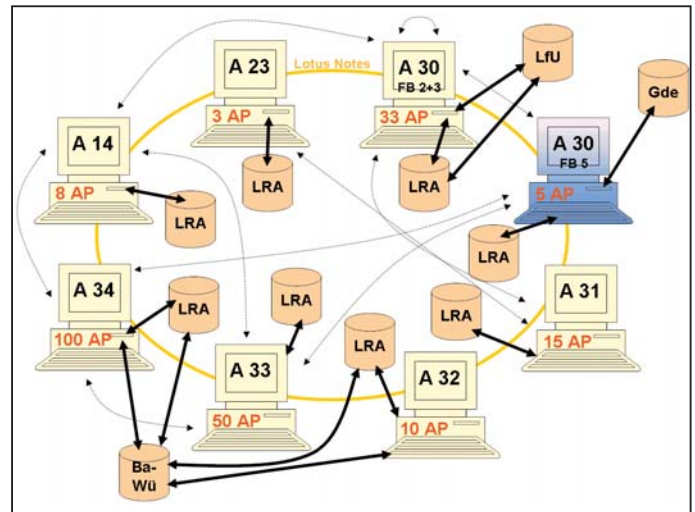 A 23
3 AP
LRA
Lotus Notes
A 30
FB 2+3
33 AP
LRA
LfU
Gde
A 30
FB 5
5 AP
LRA
A 14
8 AP
LRA
A 34
100 AP
LRA
LRA
A 33
50 AP
LRA
A 32
10 AP
LRA
A 31
15 AP
Ba-
Wü